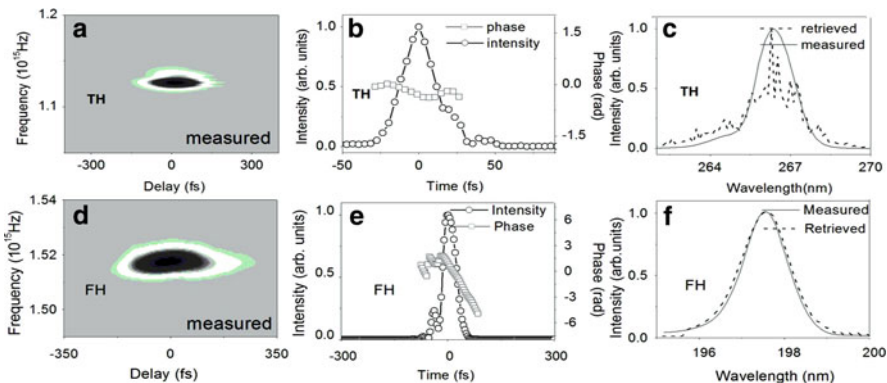 a
Frequency (10¹⁵Hz)
1.2
1.1
TH
measured
-300 0 300
Delay (fs)
b
phase
intensity
Intensity (arb. units)
1.0
0.5
0.0
TH
Phase (rad)
1.5
0.0
-1.5
-50 0 50
Time (fs)
c
retrieved
measured
Intensity (arb. units)
1.0
0.5
0.0
TH
264 267 270
Wavelength(nm)
d
Frequency (10¹⁵Hz)
1.54
1.52
1.50
FH
measured
-350 0 350
Delay (fs)
e
Intensity
Phase
Intensity (arb. units)
1.0
0.5
0.0
FH
Phase (rad)
6
3
0
-3
-6
-300 0 300
Time (fs)
f
Measured
Retrieved
Intensity (arb. units)
1.0
0.5
0.0
FH
196 198 200
Wavelength (nm)